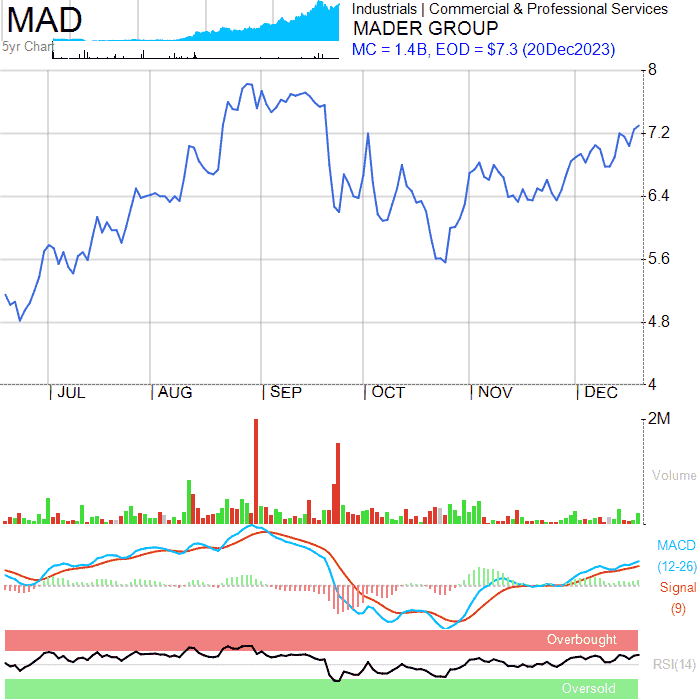 MAD
5yr Chart
Industrials | Commercial & Professional Services
MADER GROUP
MC = 1.4B, EOD = $7.3 (20Dec2023)
8
7.2
6.4
5.6
4.8
4
| JUL | AUG | SEP | OCT | NOV | DEC
2M
Volume
MACD
(12-26)
Signal
(9)
Overbought
RSI(14)
Oversold